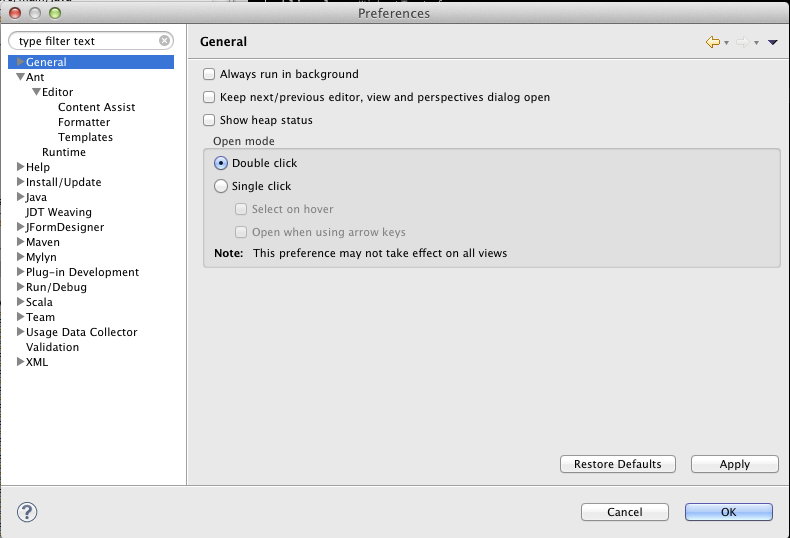 Preferences
type filter text
General
Ant
Editor
Content Assist
Formatter
Templates
Runtime
Help
Install/Update
Java
JDT Weaving
JFormDesigner
Maven
Mylyn
Plug-in Development
Run/Debug
Scala
Team
Usage Data Collector
Validation
XML
General
Always run in background
Keep next/previous editor, view and perspectives dialog open
Show heap status
Open mode
Double click
Single click
Select on hover
Open when using arrow keys
Note: This preference may not take effect on all views
Restore Defaults
Apply
?
Cancel
OK